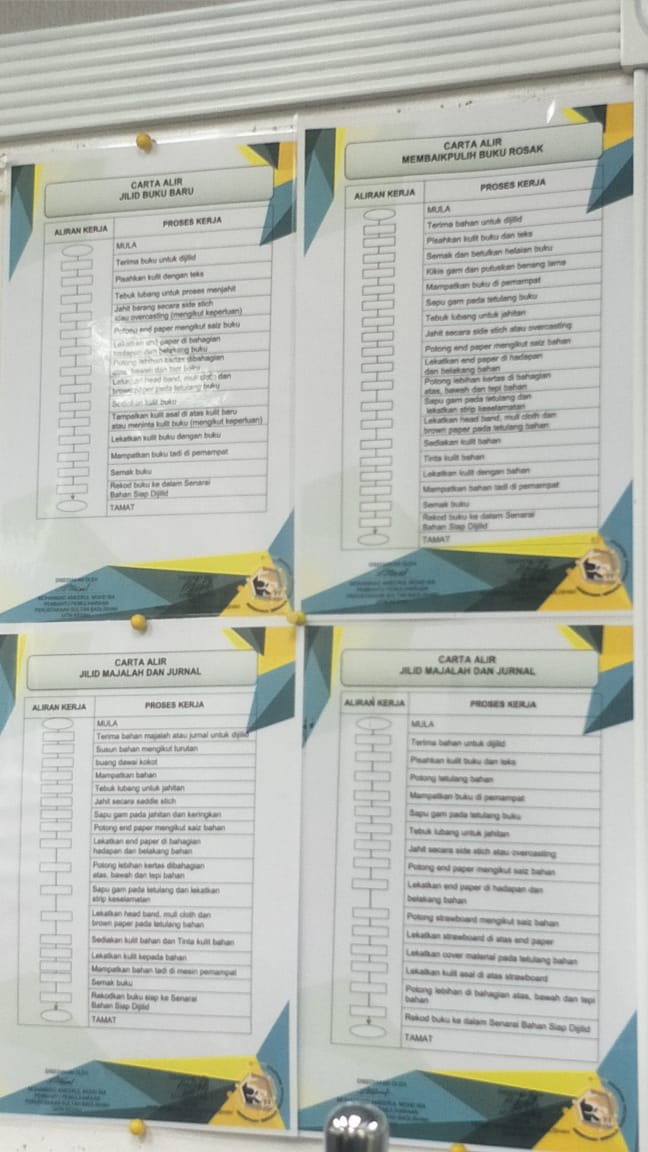 CARTA ALIR
JILID BUKU BARU
ALIRAN KERJA
PROSES KERJA
MULA
Terima buku untuk dijilid
Pisahkan kulit dengan teks
Tebuk lubang untuk proses menjahit
Jahit barang secara side stich
atau overcasting (mengikut keperluan)
Potong end paper mengikut saiz buku
Lekatkan end paper di bahagian
hadapan dan belakang buku
Potong lebihan kertas dibahagian
atas, bawah dan tepi buku
Lekatkan head band, mull cloth dan
brown paper pada tetulang buku
Sediakan kulit buku
Tampalkan kulit asal di atas kulit baru
atau meminta kulit buku (mengikut keperluan)
Lekatkan kulit buku dengan buku
Mampatkan buku tadi di pemampat
Semak buku
Rekod buku ke dalam Senarai
Bahan Siap Dijilid
TAMAT
DISEDIAKAN OLEH
PERPUSTAKAAN SULTAN BADLISHAH
CARTA ALIR
MEMBAIKPULIH BUKU ROSAK
ALIRAN KERJA
PROSES KERJA
MULA
Terima bahan untuk dijilid
Pisahkan kulit buku dan teks
Semak dan betulkan helaian buku
Kikis gam dan putuskan benang lama
Mampatkan buku di pemampat
Sapu gam pada tetulang buku
Tebuk lubang untuk jahitan
Jahit secara side stich atau overcasting
Potong end paper mengikut saiz bahan
Lekatkan end paper di hadapan
dan belakang bahan
Potong lebihan kertas di bahagian
atas, bawah dan tepi bahan
Sapu gam pada tetulang dan
lekatkan strip keselamatan
Lekatkan head band, mull cloth dan
brown paper pada tetulang bahan
Sediakan kulit bahan
Tinta kulit bahan
Lekatkan kulit dengan bahan
Mampatkan bahan tadi di pemampat
Semak buku
Rekod buku ke dalam Senarai
Bahan Siap Dijilid
TAMAT
CARTA ALIR
JILID MAJALAH DAN JURNAL
ALIRAN KERJA
PROSES KERJA
MULA
Terima bahan majalah atau jurnal untuk dijilid
Susun bahan mengikut turutan
buang dawai kokot
Mampatkan bahan
Tebuk lubang untuk jahitan
Jahit secara saddle stich
Sapu gam pada jahitan dan keringkan
Potong end paper mengikut saiz bahan
Lekatkan end paper di bahagian
hadapan dan belakang bahan
Potong lebihan kertas dibahagian
atas, bawah dan tepi bahan
Sapu gam pada tetulang dan lekatkan
strip keselamatan
Lekatkan head band, mull cloth dan
brown paper pada tetulang bahan
Sediakan kulit bahan dan Tinta kulit bahan
Lekatkan kulit kepada bahan
Mampatkan bahan tadi di mesin pemampat
Semak buku
Rekodkan buku siap ke Senarai
Bahan Siap Dijilid
TAMAT
DISEDIAKAN OLEH
PERPUSTAKAAN SULTAN BADLISHAH
CARTA ALIR
JILID MAJALAH DAN JURNAL
ALIRAN KERJA
PROSES KERJA
MULA
Terima bahan untuk dijilid
Pisahkan kulit buku dan teks
Potong tetulang bahan
Mampatkan buku di pemampat
Sapu gam pada tetulang buku
Tebuk lubang untuk jahitan
Jahit secara side stich atau overcasting
Potong end paper mengikut saiz bahan
Lekatkan end paper di hadapan dan
belakang bahan
Potong strawboard mengikut saiz bahan
Lekatkan strawboard di atas end paper
Lekatkan cover material pada tetulang bahan
Lekatkan kulit asal di atas strawboard
Potong lebihan di bahagian atas, bawah dan tepi
bahan
Rekod buku ke dalam Senarai Bahan Siap Dijilid
TAMAT